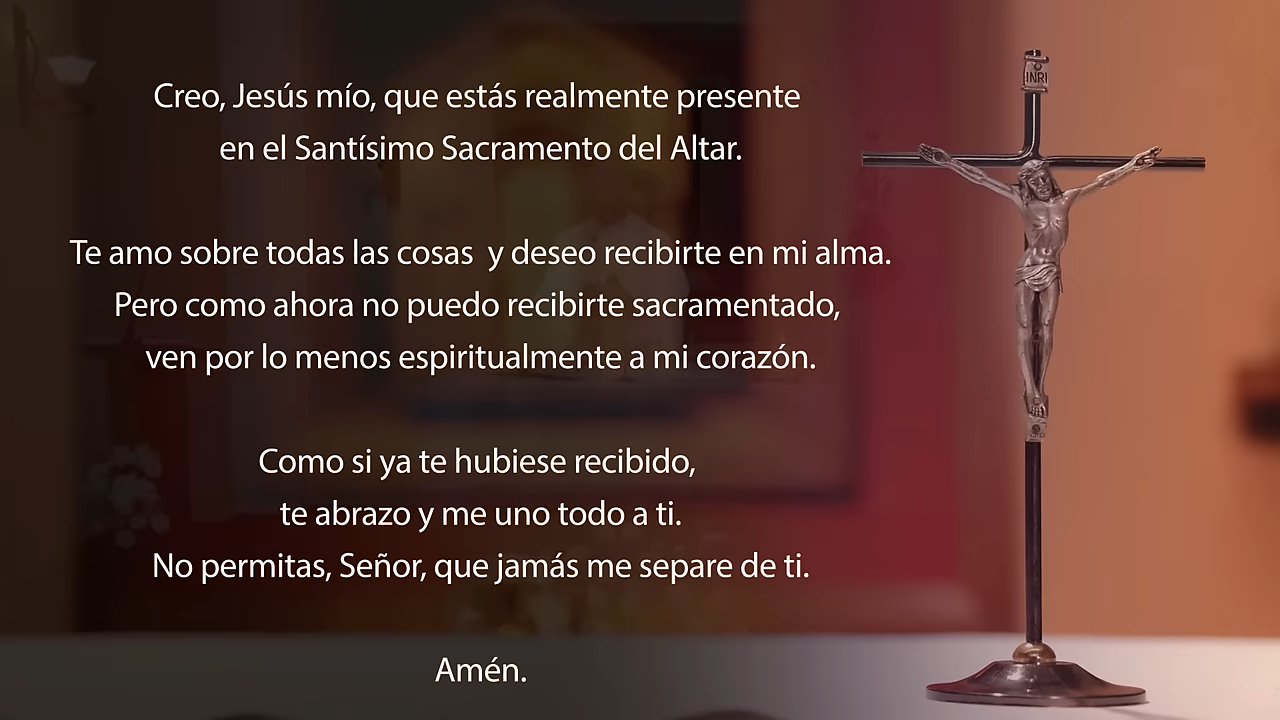 Creo, Jesús mío, que estás realmente presente
en el Santísimo Sacramento del Altar.
Te amo sobre todas las cosas  y deseo recibirte en mi alma.
Pero como ahora no puedo recibirte sacramentado,
ven por lo menos espiritualmente a mi corazón.
Como si ya te hubiese recibido,
te abrazo y me uno todo a ti.
No permitas, Señor, que jamás me separe de ti.
Amén.
INRI